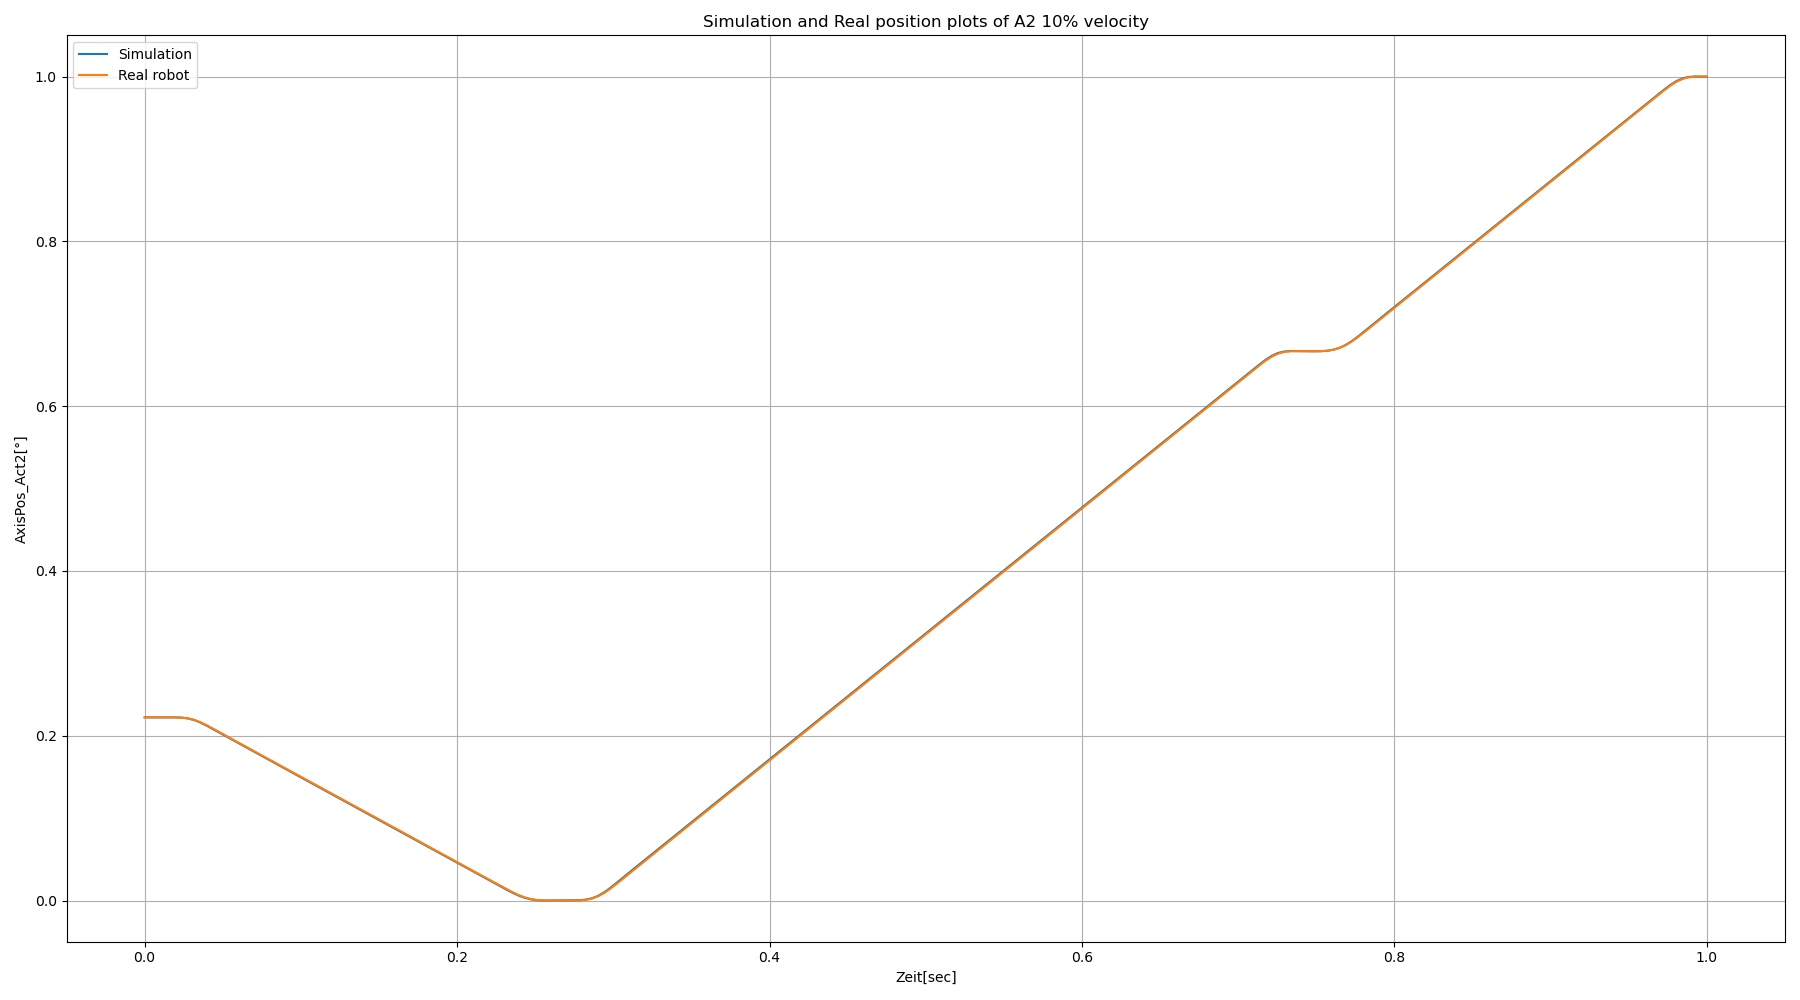 Simulation and Real position plots of A2 10% velocity
Simulation
Real robot
1.0
0.8
0.6
0.4
0.2
0.0
AxisPos_Act2[°]
0.0 0.2 0.4 0.6 0.8 1.0
Zeit[sec]